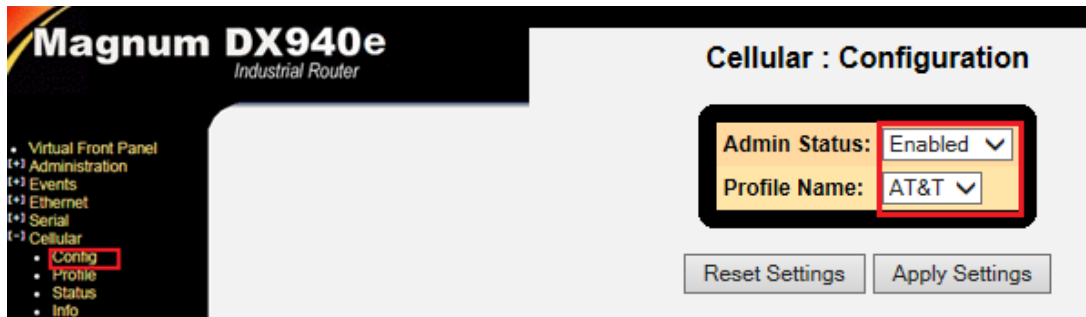 Magnum DX940e
Industrial Router
Virtual Front Panel
[+] Administration
[+] Events
[+] Ethernet
[+] Serial
[-] Cellular
Config
Profile
Status
Info
Cellular : Configuration
Admin Status: Enabled
Profile Name: AT&T
Reset Settings Apply Settings